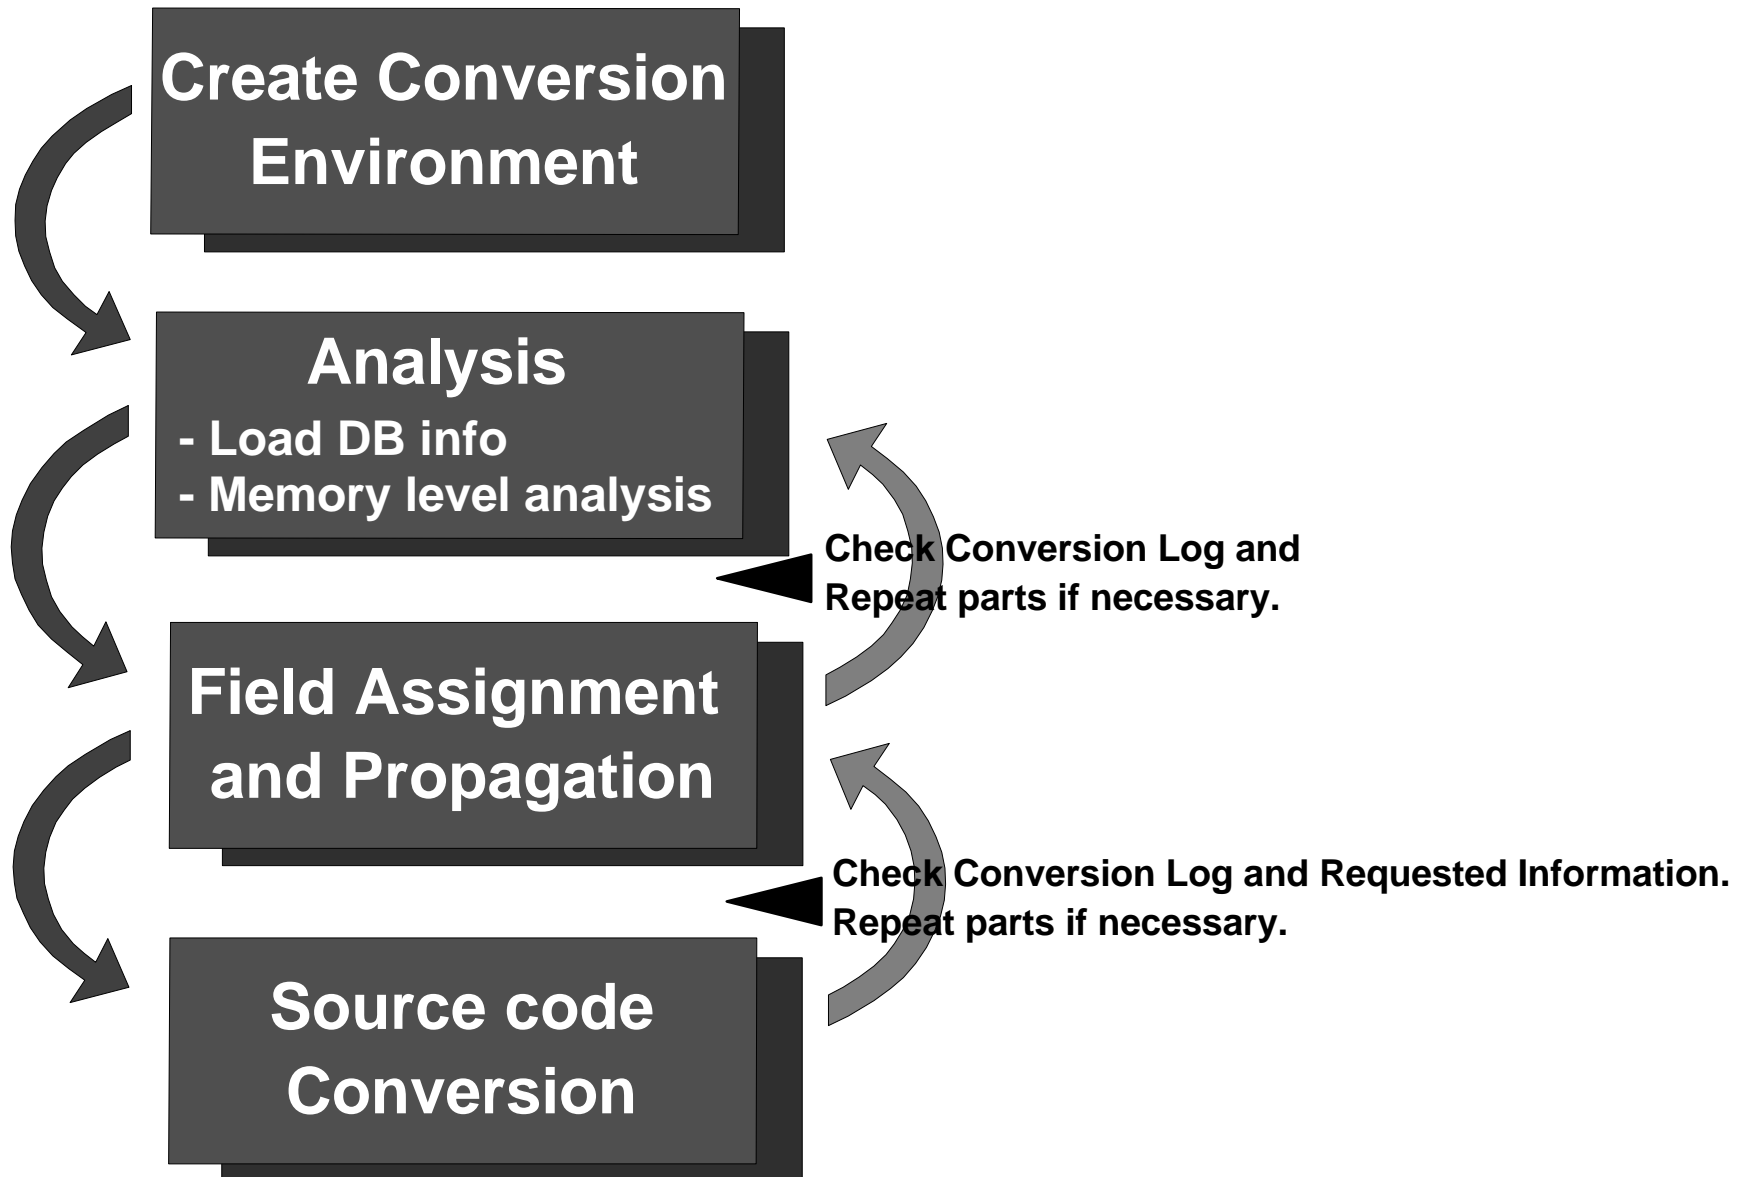 Create Conversion
Environment
Analysis
- Load DB info
- Memory level analysis
Check Conversion Log and
Repeat parts if necessary.
Field Assignment
and Propagation
Check Conversion Log and Requested Information.
Repeat parts if necessary.
Source code
Conversion